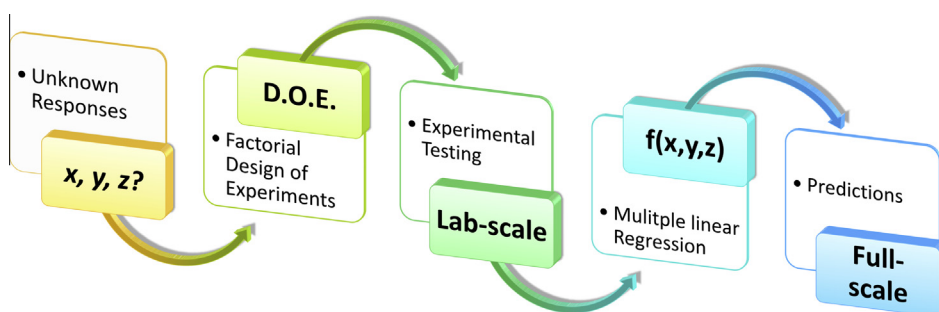 • Unknown
Responses
x, y, z?
D.O.E.
• Factorial
Design of
Experiments
• Experimental
Testing
Lab-scale
f(x,y,z)
• Mulitple linear
Regression
• Predictions
Full-
scale